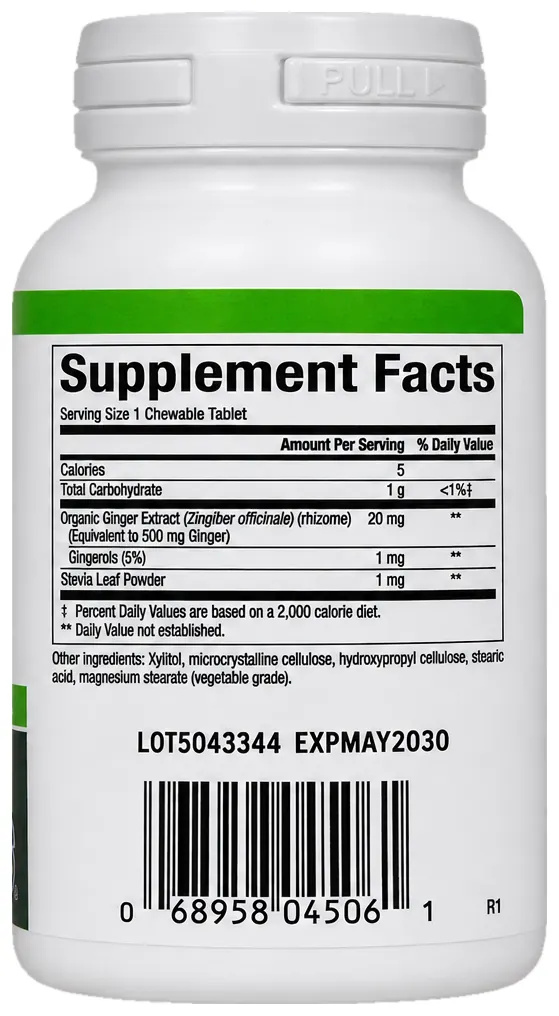 PULL
Supplement Facts
Serving Size 1 Chewable Tablet
Amount Per Serving % Daily Value
Calories 5
Total Carbohydrate 1 g <1%‡
Organic Ginger Extract (Zingiber officinale) (rhizome) 20 mg **
(Equivalent to 500 mg Ginger)
Gingerols (5%) 1 mg **
Stevia Leaf Powder 1 mg **
‡ Percent Daily Values are based on a 2,000 calorie diet.
** Daily Value not established.
Other ingredients: Xylitol, microcrystalline cellulose, hydroxypropyl cellulose, stearic
acid, magnesium stearate (vegetable grade).
LOT5043344 EXPMAY2030
0 68958 04506 1
R1